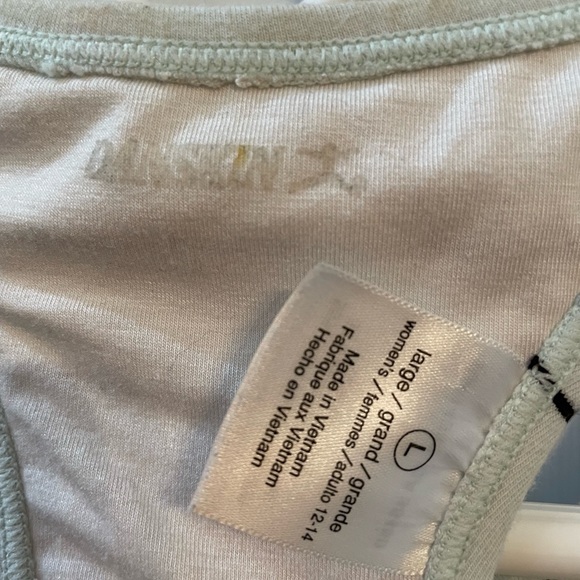 L
large / grand / grande
women's / femmes / adulto 12-14
Made in Vietnam
Fabrique aux Vietnam
Hecho en Vietnam